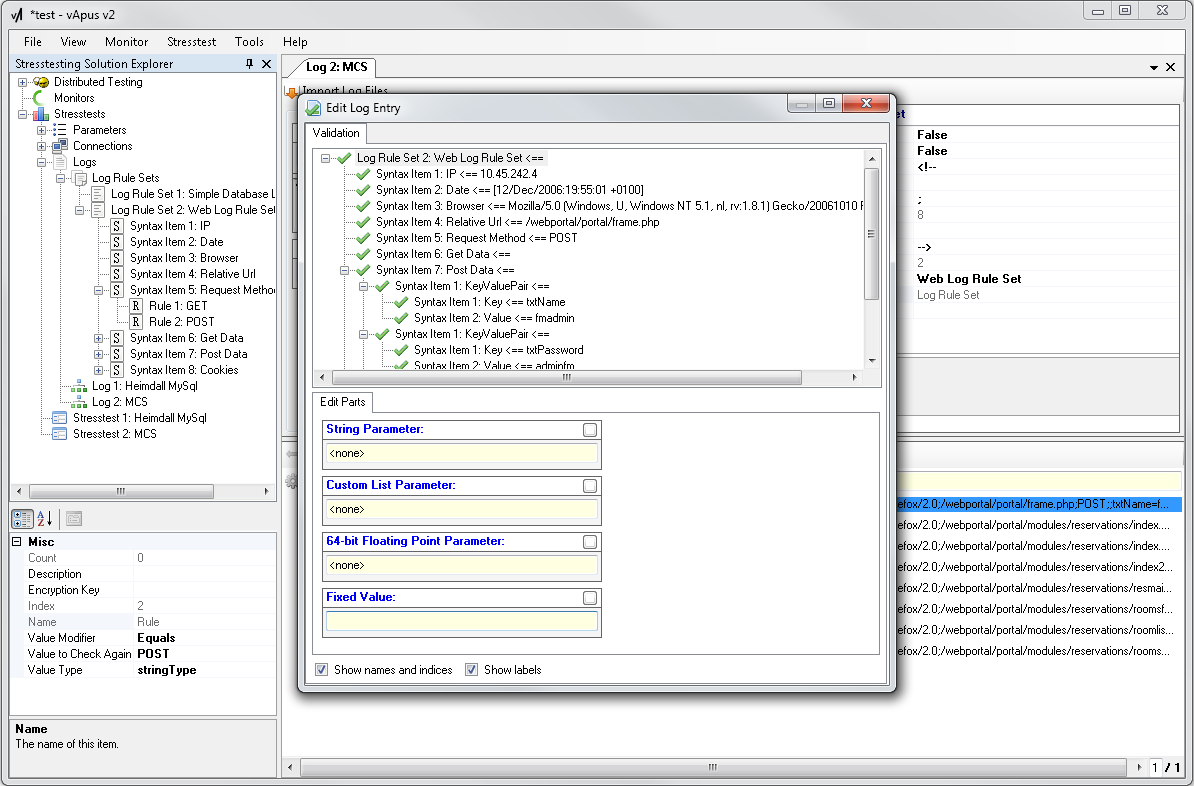 *test - vApus v2
File View Monitor Stresstest Tools Help
Stresstesting Solution Explorer
Distributed Testing
Monitors
Stresstests
Parameters
Connections
Logs
Log Rule Sets
Log Rule Set 1: Simple Database L
Log Rule Set 2: Web Log Rule Set
S Syntax Item 1: IP
S Syntax Item 2: Date
S Syntax Item 3: Browser
S Syntax Item 4: Relative Url
S Syntax Item 5: Request Metho
R Rule 1: GET
R Rule 2: POST
S Syntax Item 6: Get Data
S Syntax Item 7: Post Data
S Syntax Item 8: Cookies
Log 1: Heimdall MySql
Log 2: MCS
Stresstest 1: Heimdall MySql
Stresstest 2: MCS
Misc
Count 0
Description
Encryption Key
Index 2
Name Rule
Value Modifier Equals
Value to Check Again POST
Value Type stringType
Name
The name of this item.
Log 2: MCS
Import Log Files
Edit Log Entry
Validation
Log Rule Set 2: Web Log Rule Set <==
Syntax Item 1: IP <== 10.45.242.4
Syntax Item 2: Date <== [12/Dec/2006:19:55:01 +0100]
Syntax Item 3: Browser <== Mozilla/5.0 (Windows, U, Windows NT 5.1, nl, rv:1.8.1) Gecko/20061010 F
Syntax Item 4: Relative Url <== /webportal/portal/frame.php
Syntax Item 5: Request Method <== POST
Syntax Item 6: Get Data <==
Syntax Item 7: Post Data <==
Syntax Item 1: KeyValuePair <==
Syntax Item 1: Key <== txtName
Syntax Item 2: Value <== fmadmin
Syntax Item 1: KeyValuePair <==
Syntax Item 1: Key <== txtPassword
Syntax Item 2: Value <== adminfm
Edit Parts
String Parameter:
<none>
Custom List Parameter:
<none>
64-bit Floating Point Parameter:
<none>
Fixed Value:
Show names and indices Show labels
et
False
False
<!--
;
8
-->
2
Web Log Rule Set
Log Rule Set
efox/2.0;/webportal/portal/frame.php;POST;;txtName=f...
efox/2.0;/webportal/portal/modules/reservations/index....
efox/2.0;/webportal/portal/modules/reservations/index....
efox/2.0;/webportal/portal/modules/reservations/index2...
efox/2.0;/webportal/portal/modules/reservations/resmai...
efox/2.0;/webportal/portal/modules/reservations/roomsf...
efox/2.0;/webportal/portal/modules/reservations/roomlis...
efox/2.0;/webportal/portal/modules/reservations/rooms...
1 / 1